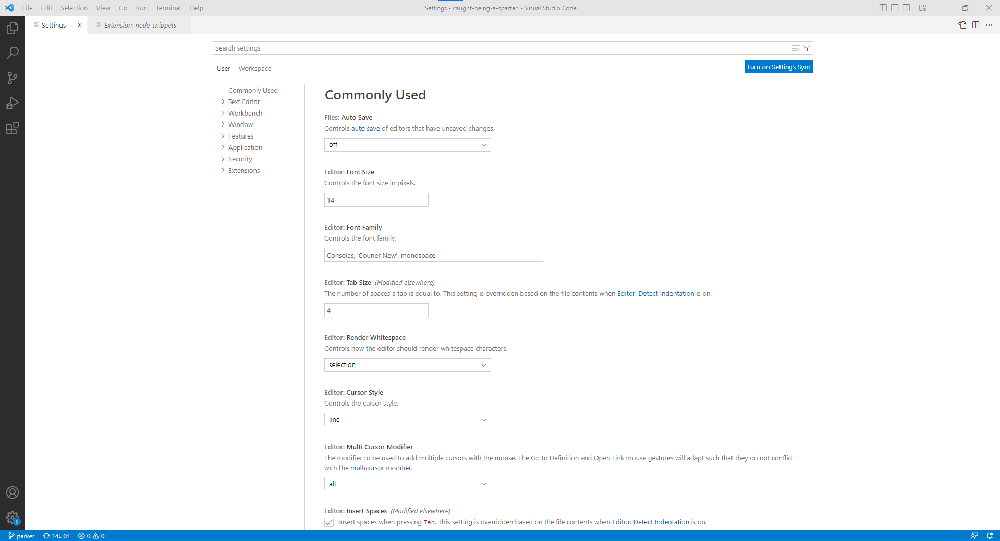 File Edit Selection View Go Run Terminal Help
Settings - caught-being-a-spartan - Visual Studio Code
Settings
Extension: node-snippets
Search settings
User Workspace
Turn on Settings Sync
Commonly Used
Text Editor
Workbench
Window
Features
Application
Security
Extensions
Commonly Used
Files: Auto Save
Controls auto save of editors that have unsaved changes.
off
Editor: Font Size
Controls the font size in pixels.
14
Editor: Font Family
Controls the font family.
Consolas, 'Courier New', monospace
Editor: Tab Size (Modified elsewhere)
The number of spaces a tab is equal to. This setting is overridden based on the file contents when Editor: Detect Indentation is on.
4
Editor: Render Whitespace
Controls how the editor should render whitespace characters.
selection
Editor: Cursor Style
Controls the cursor style.
line
Editor: Multi Cursor Modifier
The modifier to be used to add multiple cursors with the mouse. The Go to Definition and Open Link mouse gestures will adapt such that they do not conflict
with the multicursor modifier.
alt
Editor: Insert Spaces (Modified elsewhere)
Insert spaces when pressing Tab. This setting is overridden based on the file contents when Editor: Detect Indentation is on.
1
parker 14↓ 0↑ 0 0